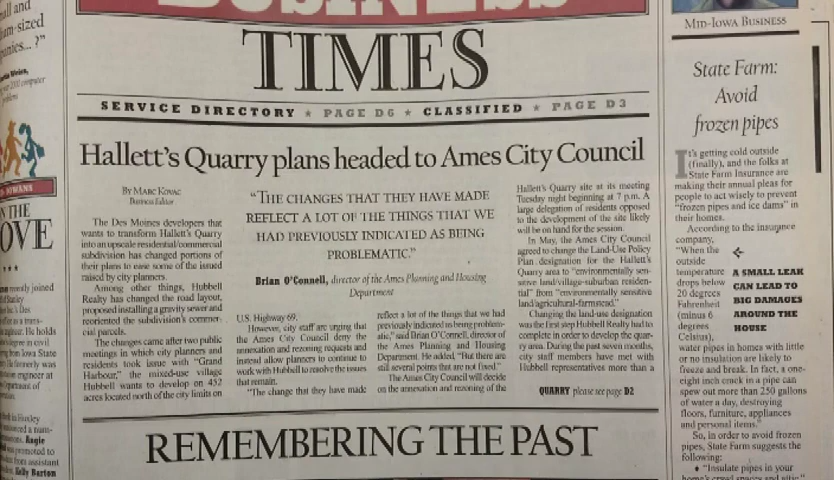 all and
um-sized
panies... ?"
year 2000 computer
problem
IOWANS
N THE
OVE
***
BUSINESS
TIMES
SERVICE DIRECTORY ★ PAGE D6 ★ CLASSIFIED ★ PAGE D3
Hallett's Quarry plans headed to Ames City Council
By Marc Kovac
Business Editor
The Des Moines developers that
wants to transform Hallett's Quarry
into an upscale residential/commercial
subdivision has changed portions of
their plans to ease some of the issued
raised by city planners.
Among other things, Hubbell
Realty has changed the road layout,
proposed installing a gravity sewer and
reoriented the subdivision's commer-
cial parcels.
The changes came after two public
meetings in which city planners and
residents took issue with "Grand
Harbour," the mixed-use village
Hubbell wants to develop on 452
acres located north of the city limits on
"The changes that they have made
reflect a lot of the things that we
had previously indicated as being
problematic."
Brian O'Connell, director of the Ames Planning and Housing
Department
U.S. Highway 69.
However, city staff are urging that
the Ames City Council deny the
annexation and rezoning requests and
instead allow planners to continue to
work with Hubbell to resolve the issues
that remain.
"The change that they have made
reflect a lot of the things we had
previously indicated as being problem-
atic," said Brian O'Connell, director of
the Ames Planning and Housing
Department. He added, "But there are
still several points that are not fixed."
The Ames City Council will decide
on the annexation and rezoning of the
Hallett's Quarry site at its meeting
Tuesday night beginning at 7 p.m. A
large delegation of residents opposed
to the development of the site likely
will be on hand for the session.
In May, the Ames City Council
agreed to change the Land-Use Policy
Plan designation for the Hallett's
Quarry area to "environmentally sen-
sitive land/village-suburban residen-
tial" from "environmentally sensitive
land/agricultural-farmstead."
Changing the land-use designation
was the first step Hubbell Realty had to
complete in order to develop the quar-
ry area. During the past seven months,
city staff members have met with
Hubbell representatives more than a
QUARRY please see page D2
REMEMBERING THE PAST
Mid-Iowa Business
State Farm:
Avoid
frozen pipes
It's getting cold outside
(finally), and the folks at
State Farm Insurance are
making their annual pleas for
people to act wisely to prevent
"frozen pipes and ice dams" in
their homes.
According to the insurance
company,
"When the
outside
temperature
drops below
20 degrees
Fahrenheit
(minus 6
degrees
Celsius),
A SMALL LEAK
CAN LEAD TO
BIG DAMAGES
AROUND THE
HOUSE
water pipes in homes with little
or no insulation are likely to
freeze and break. In fact, a one-
eight inch crack in a pipe can
spew out more than 250 gallons
of water a day, destroying
floors, furniture, appliances
and personal items."
So, in order to avoid frozen
pipes, State Farm suggests the
following:
♦ "Insulate pipes in your